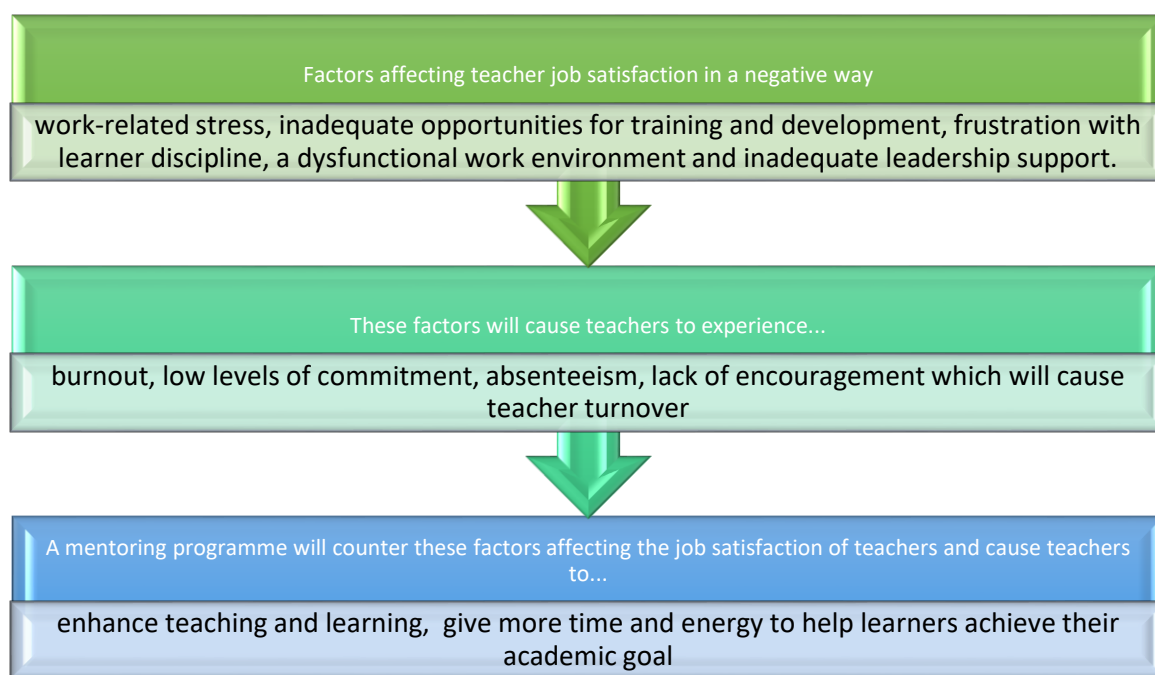 Factors affecting teacher job satisfaction in a negative way
work-related stress, inadequate opportunities for training and development, frustration with
learner discipline, a dysfunctional work environment and inadequate leadership support.
These factors will cause teachers to experience...
burnout, low levels of commitment, absenteeism, lack of encouragement which will cause
teacher turnover
A mentoring programme will counter these factors affecting the job satisfaction of teachers and cause teachers
to...
enhance teaching and learning,  give more time and energy to help learners achieve their
academic goal